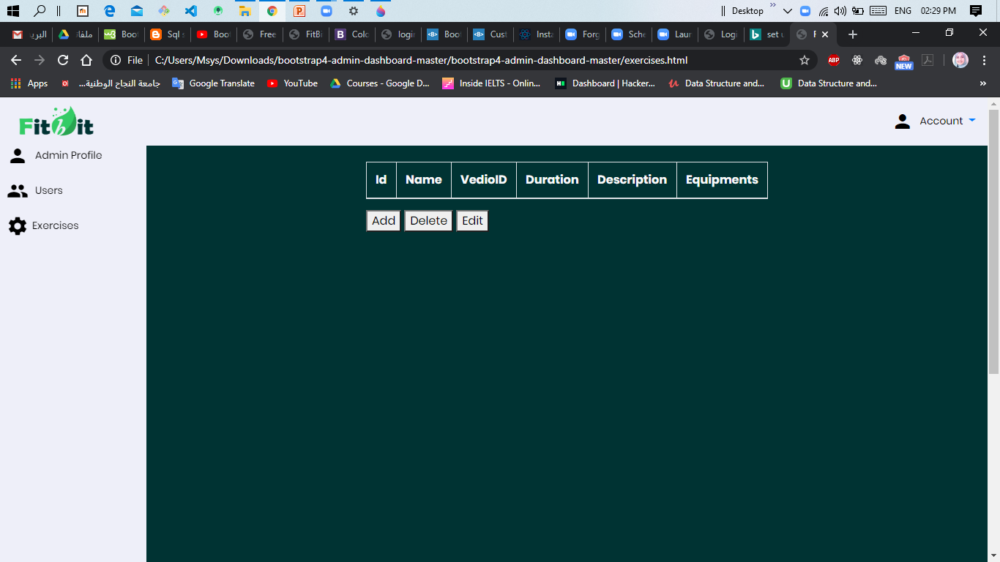 Desktop
ENG
02:29 PM
البريد
ملفات
Boot
Sql s
Boot
Free
FitBi
Colo
login
Boot
Cust
Insta
Forg
Sche
Laun
Logi
set u
File
C:/Users/Msys/Downloads/bootstrap4-admin-dashboard-master/bootstrap4-admin-dashboard-master/exercises.html
ABP
NEW
Apps
جامعة النجاح الوطنية...
Google Translate
YouTube
Courses - Google D...
Inside IELTS - Onlin...
Dashboard | Hacker...
Data Structure and...
Data Structure and...
Fitbit
Account
Admin Profile
Users
Exercises
Id Name VedioID Duration Description Equipments
Add Delete Edit